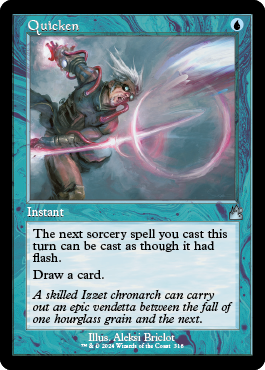 Quicken
Instant
The next sorcery spell you cast this
turn can be cast as though it had
flash.
Draw a card.
A skilled Izzet chronarch can carry
out an epic vendetta between the fall of
one hourglass grain and the next.
Illus. Aleksi Briclot
™ & © 2024 Wizards of the Coast 316